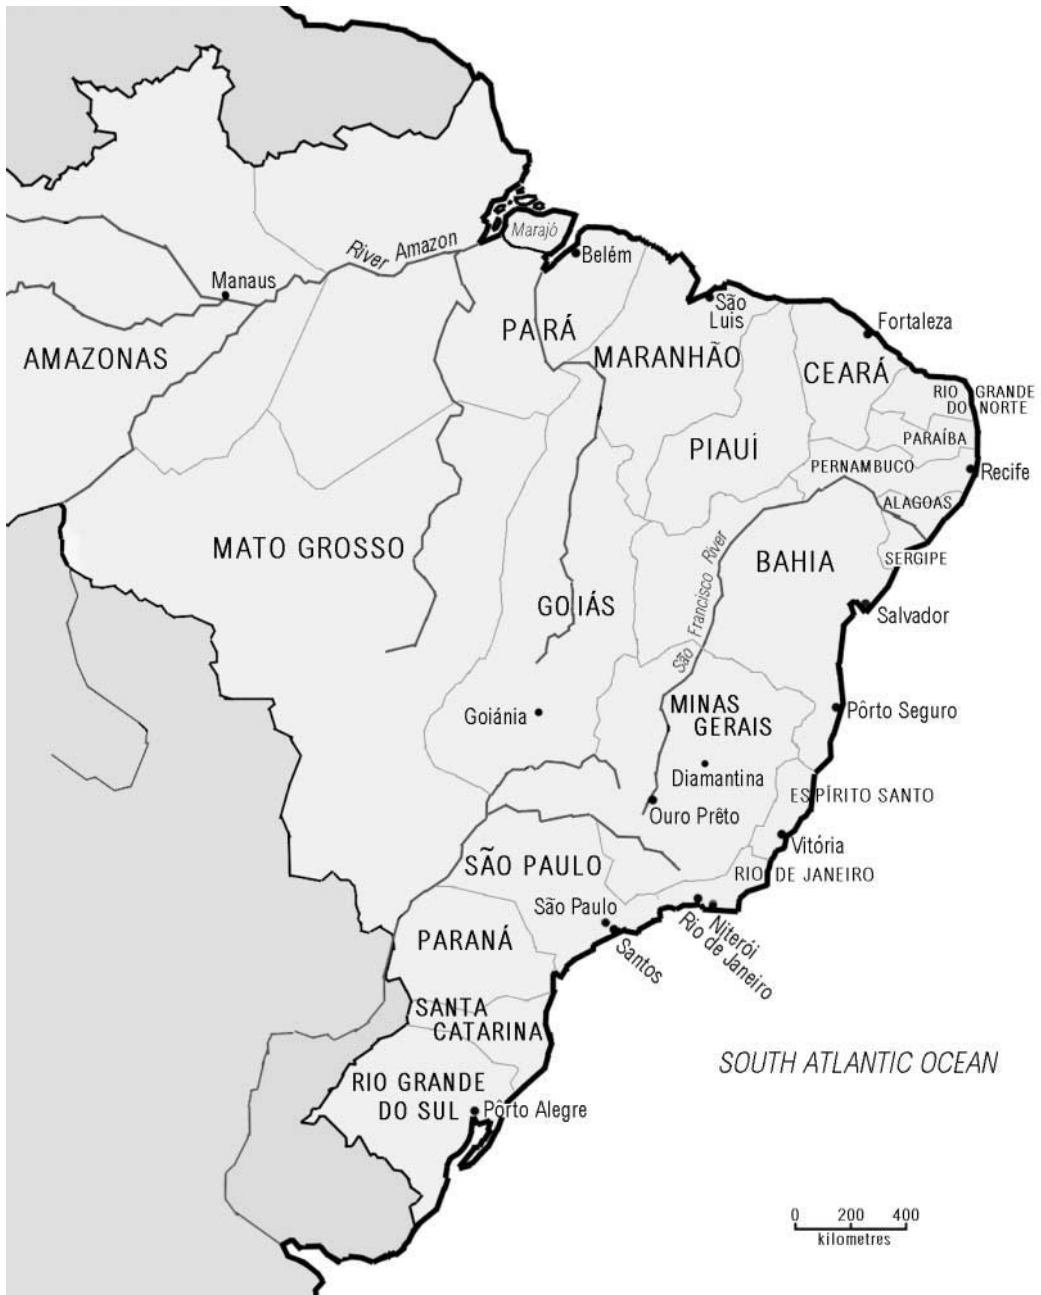 Marajó
River Amazon
Belém
Manaus
São
Luis
PARÁ
Fortaleza
AMAZONAS
MARANHÃO
CEARÁ
RIO GRANDE
DO NORTE
PARAÍBA
PIAUÍ
PERNAMBUCO
Recife
ALAGOAS
MATO GROSSO
BAHIA
SERGIPE
São Francisco River
GOIÁS
Salvador
Goiánia
MINAS
GERAIS
Pôrto Seguro
Diamantina
ESPÍRITO SANTO
Ouro Prêto
Vitória
SÃO PAULO
RIO DE JANEIRO
São Paulo
Santos
Niterói
Rio de Janeiro
PARANÁ
SANTA
CATARINA
SOUTH ATLANTIC OCEAN
RIO GRANDE
DO SUL
Pôrto Alegre
0 200 400
kilometres